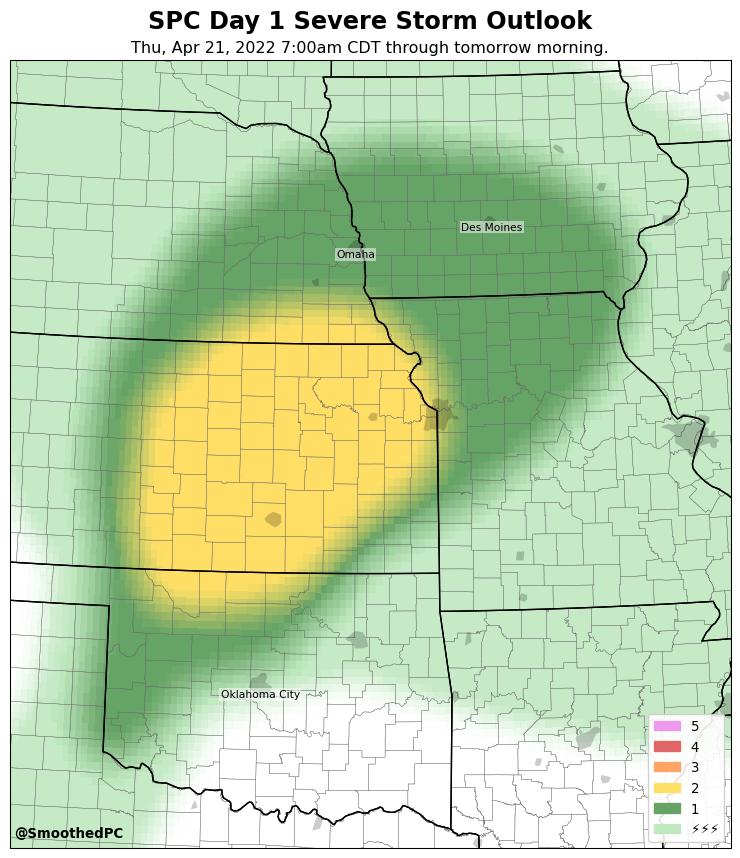 SPC Day 1 Severe Storm Outlook
Thu, Apr 21, 2022 7:00am CDT through tomorrow morning.
Des Moines
Omaha
Oklahoma City
5
4
3
2
1
⚡⚡⚡
@SmoothedPC